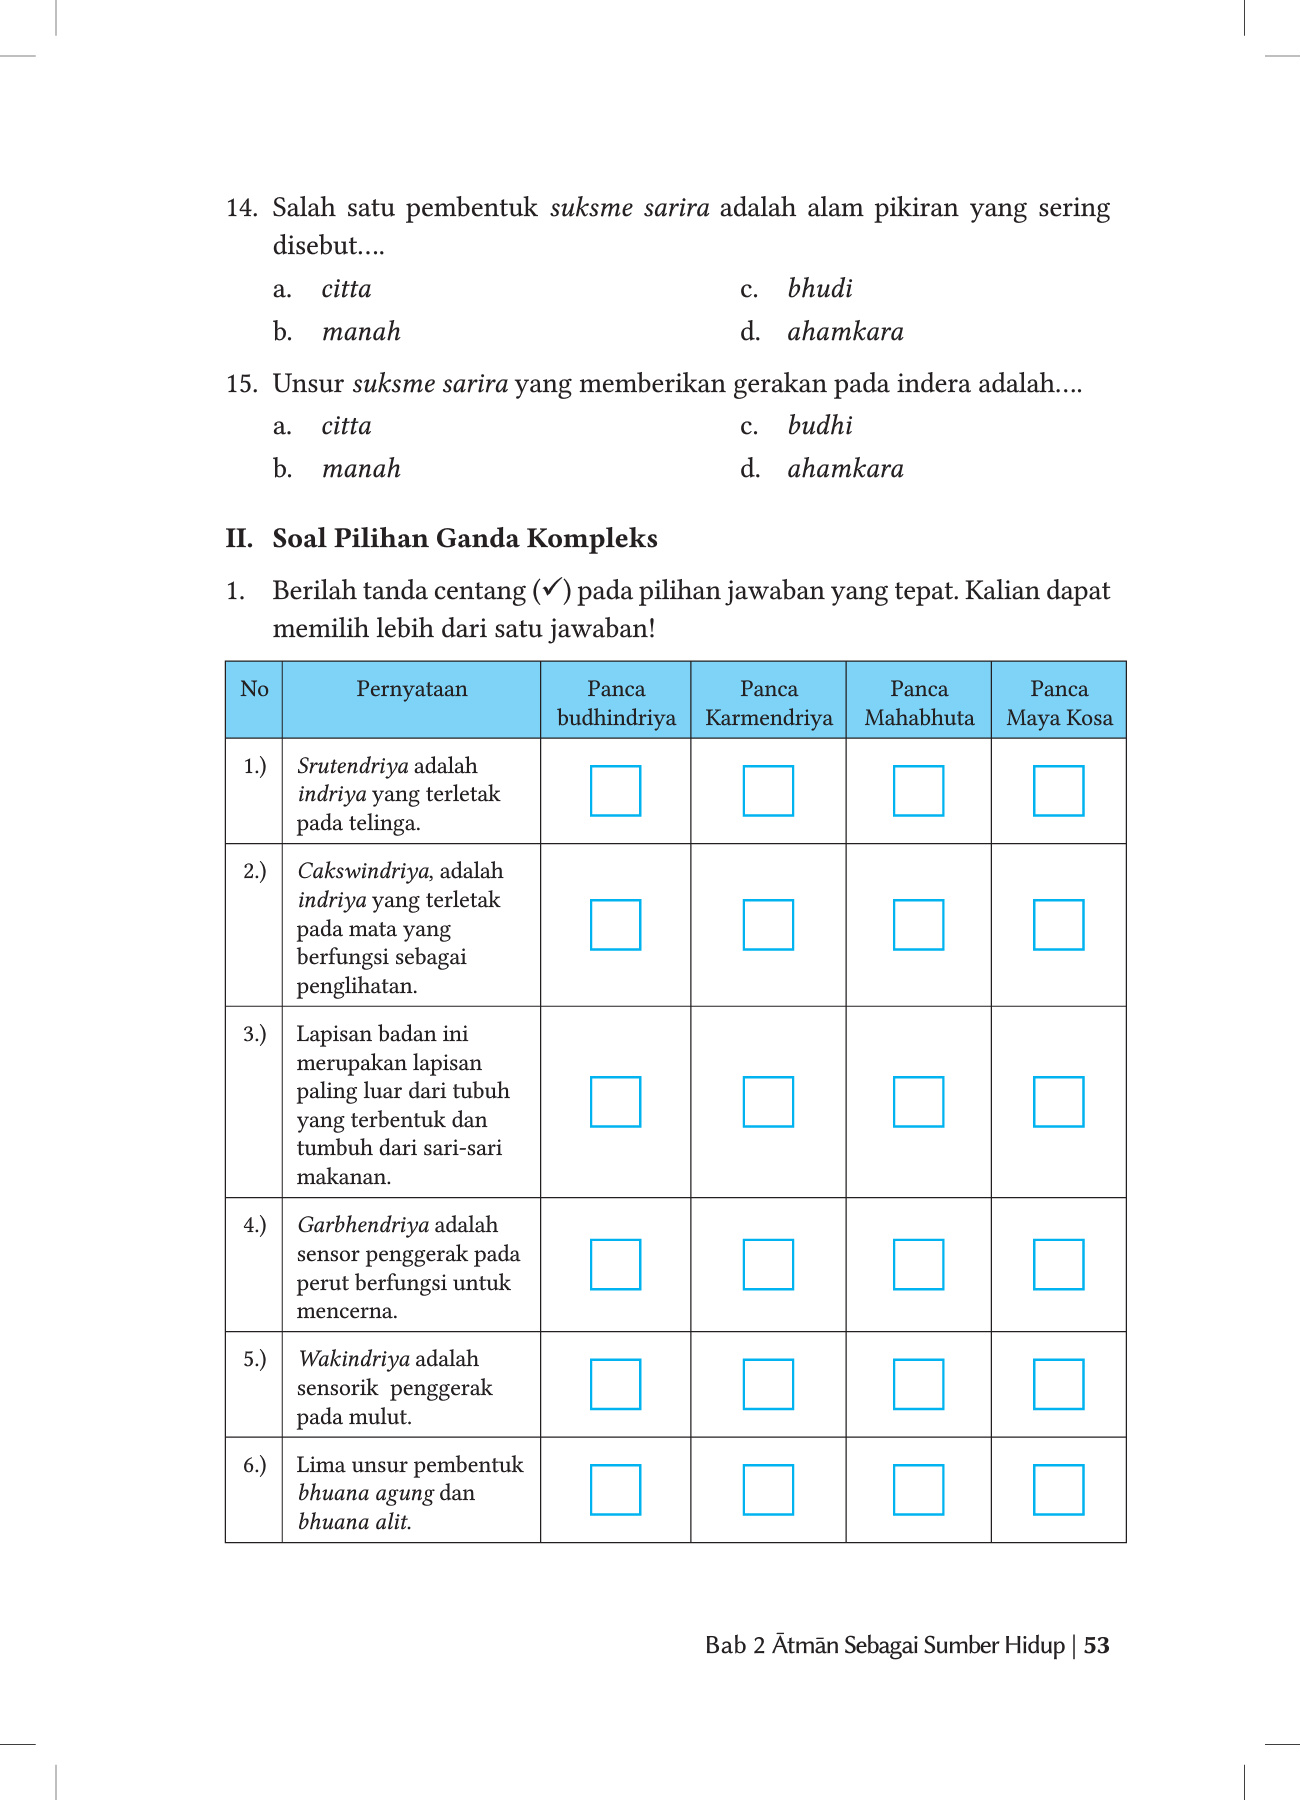 14. Salah satu pembentuk suksme sarira adalah alam pikiran yang sering
disebut....
a. citta
c. bhudi
b. manah
d. ahamkara
15. Unsur suksme sarira yang memberikan gerakan pada indera adalah....
a. citta
c. budhi
b. manah
d. ahamkara
II. Soal Pilihan Ganda Kompleks
1. Berilah tanda centang (✓) pada pilihan jawaban yang tepat. Kalian dapat
memilih lebih dari satu jawaban!
No
Pernyataan
Panca
budhindriya
Panca
Karmendriya
Panca
Mahabhuta
Panca
Maya Kosa
1.) Srutendriya adalah
indriya yang terletak
pada telinga.
2.) Cakswindriya, adalah
indriya yang terletak
pada mata yang
berfungsi sebagai
penglihatan.
3.) Lapisan badan ini
merupakan lapisan
paling luar dari tubuh
yang terbentuk dan
tumbuh dari sari-sari
makanan.
4.) Garbhendriya adalah
sensor penggerak pada
perut berfungsi untuk
mencerna.
5.) Wakindriya adalah
sensorik penggerak
pada mulut.
6.) Lima unsur pembentuk
bhuana agung dan
bhuana alit.
Bab 2 Ātmān Sebagai Sumber Hidup | 53